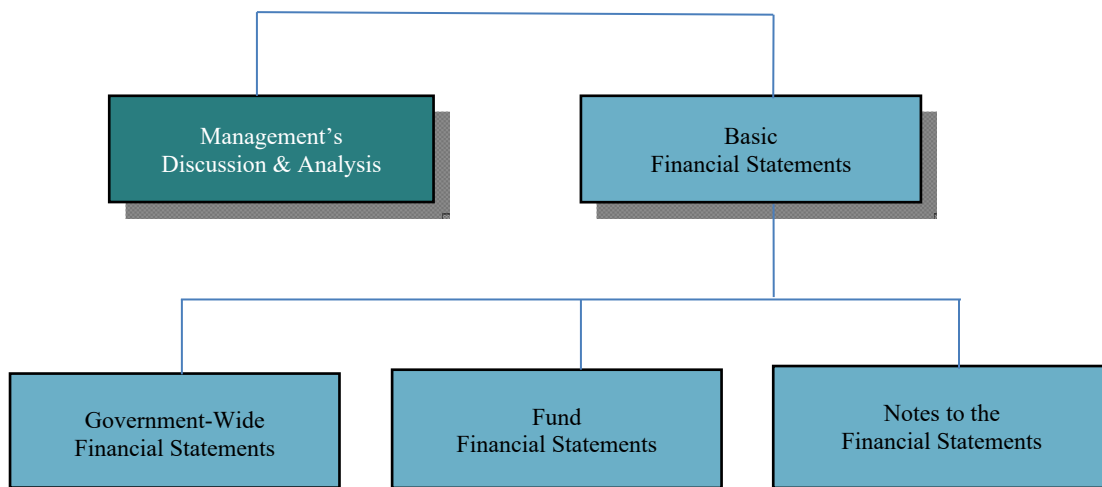 Management’s
Discussion & Analysis
Basic
Financial Statements
Government-Wide
Financial Statements
Fund
Financial Statements
Notes to the
Financial Statements